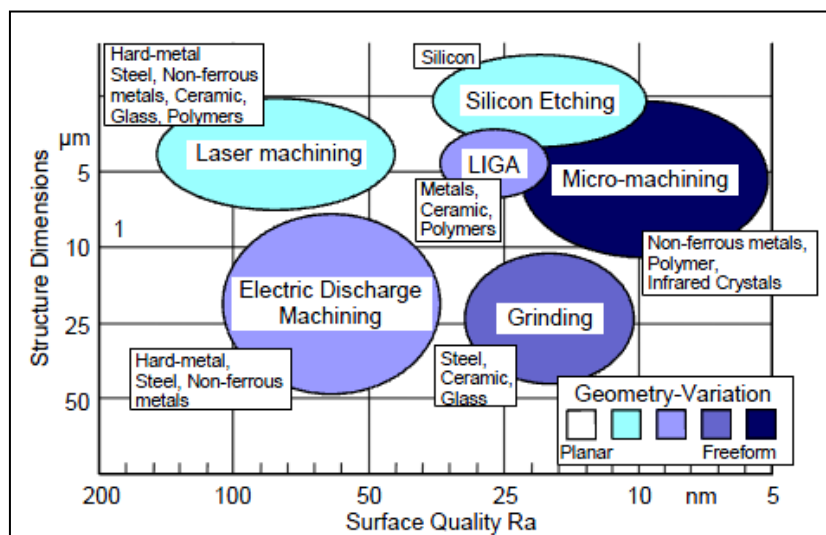 Hard-metal
Steel, Non-ferrous
metals, Ceramic,
Glass, Polymers
Silicon
Silicon Etching
µm
Laser machining
LIGA
Micro-machining
5
Metals,
Ceramic,
Polymers
1
10
Non-ferrous metals,
Polymer,
Infrared Crystals
Structure Dimensions
Electric Discharge
Machining
Grinding
25
Hard-metal,
Steel, Non-ferrous
metals
Steel,
Ceramic,
Glass
50
Geometry-Variation
Planar Freeform
200 100 50 25 10 nm 5
Surface Quality Ra